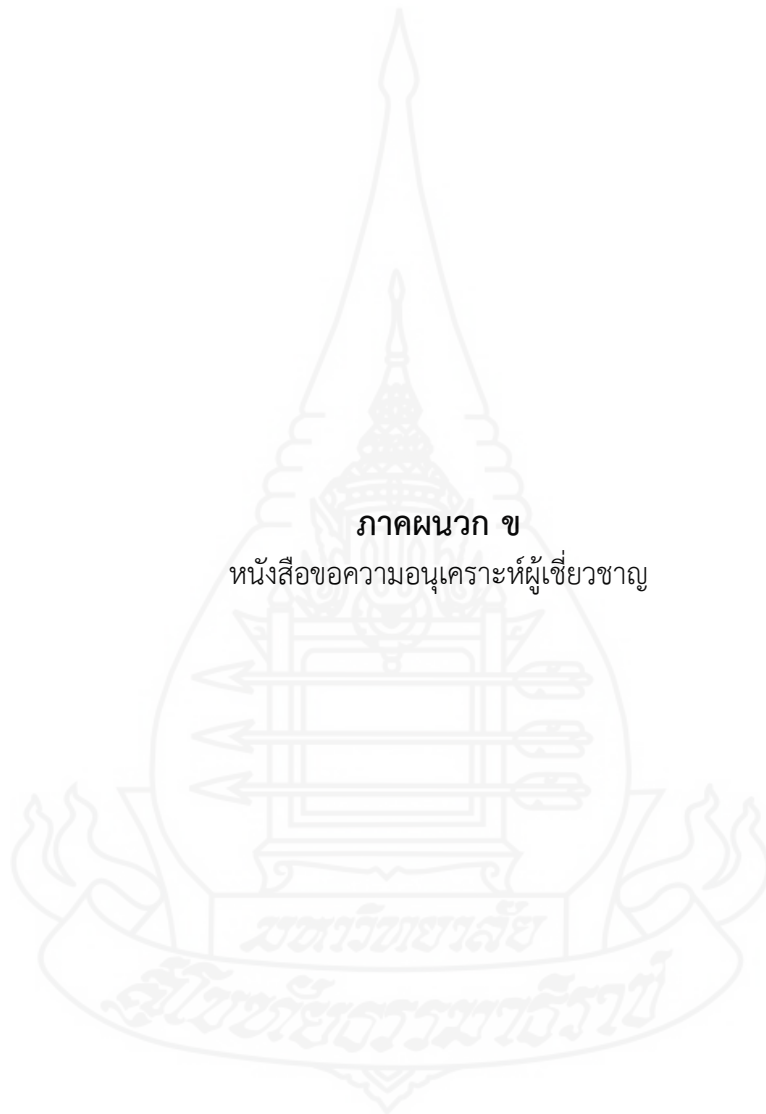 ภาคผนวก ข
หนังสือขอความอนุเคราะห์ผู้เชี่ยวชาญ
มหาวิทยาลัย
สุโขทัยธรรมาธิราช